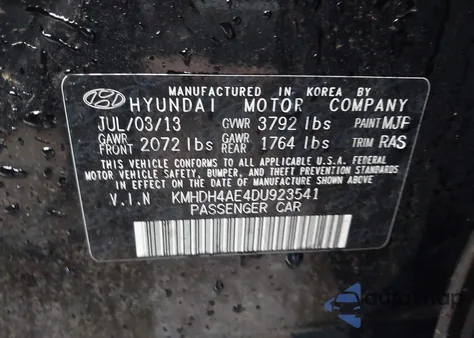 MANUFACTURED IN KOREA BY
HYUNDAI MOTOR COMPANY
JUL/03/13 GVWR 3792 lbs PAINT MJF
GAWR FRONT 2072 lbs GAWR REAR 1764 lbs TRIM RAS
THIS VEHICLE CONFORMS TO ALL APPLICABLE U.S.A. FEDERAL
MOTOR VEHICLE SAFETY, BUMPER, AND THEFT PREVENTION
STANDARDS IN EFFECT ON THE DATE OF MANUFACTURE SHOWN ABOVE.
V.I.N KMHDH4AE4DU923541
PASSENGER CAR
autosnap